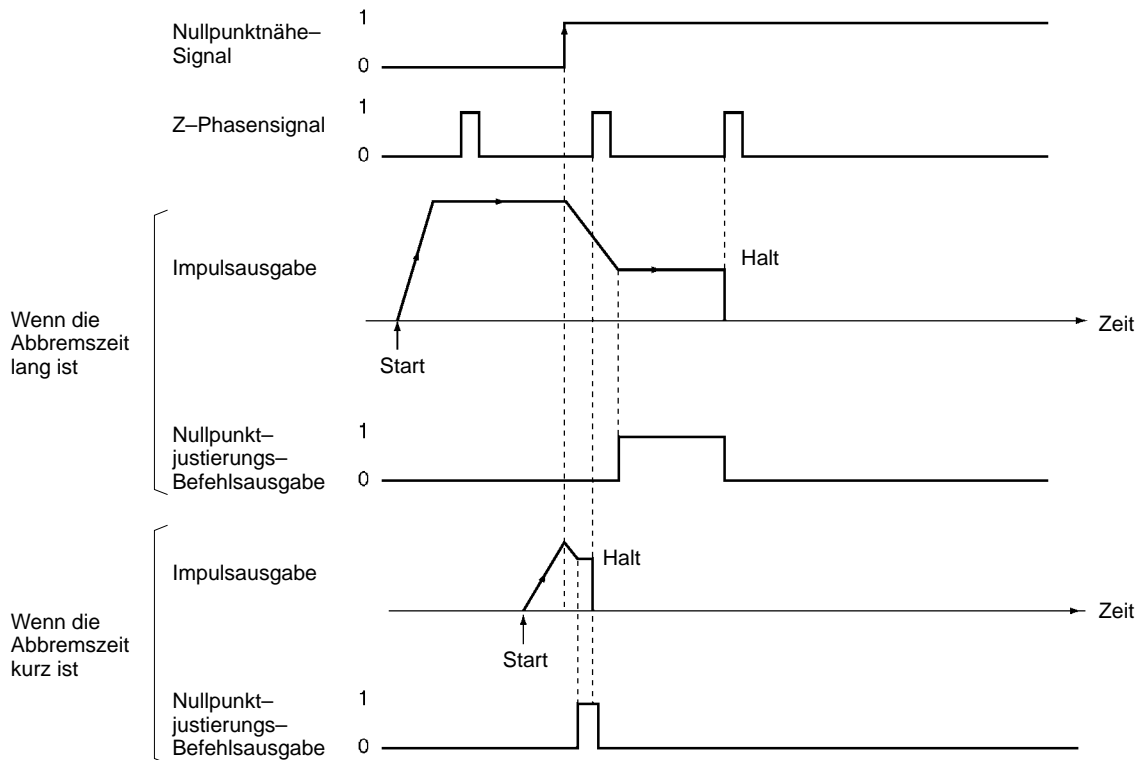 Nullpunktnähe–
Signal
1
0
Z–Phasensignal
1
0
Wenn die
Abbremszeit
lang ist
Impulsausgabe
Halt
Zeit
Start
Nullpunkt–
justierungs–
Befehlsausgabe
1
0
Wenn die
Abbremszeit
kurz ist
Impulsausgabe
Halt
Zeit
Start
Nullpunkt–
justierungs–
Befehlsausgabe
1
0